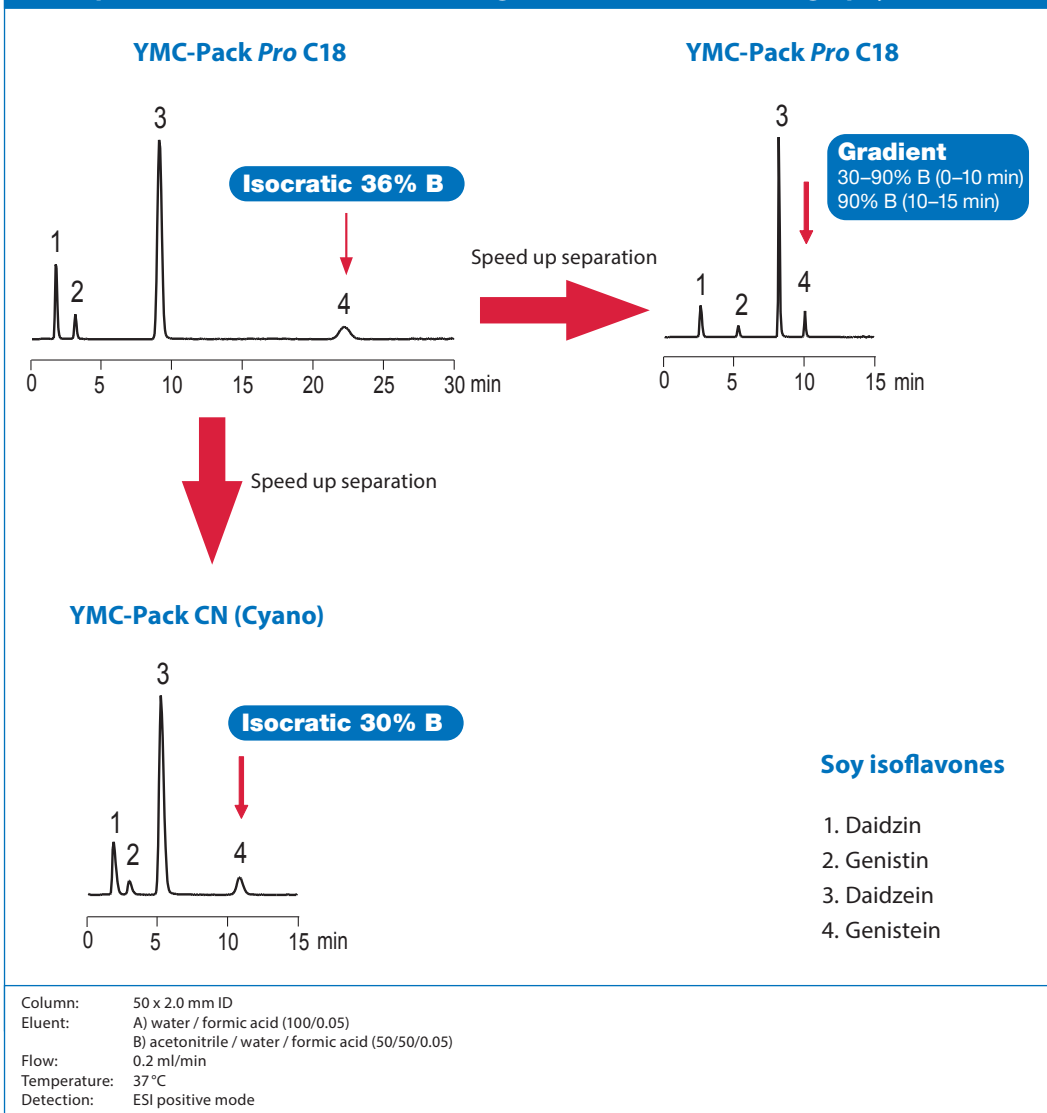 YMC-Pack Pro C18
3
Isocratic 36% B
1
2
4
0 5 10 15 20 25 30 min
Speed up separation
YMC-Pack Pro C18
3
Gradient
30–90% B (0–10 min)
90% B (10–15 min)
1
2
4
0 5 10 15 min
Speed up separation
YMC-Pack CN (Cyano)
3
Isocratic 30% B
1
2
4
0 5 10 15 min
Soy isoflavones
1. Daidzin
2. Genistin
3. Daidzein
4. Genistein
Column: 50 x 2.0 mm ID
Eluent: A) water / formic acid (100/0.05)
B) acetonitrile / water / formic acid (50/50/0.05)
Flow: 0.2 ml/min
Temperature: 37 °C
Detection: ESI positive mode